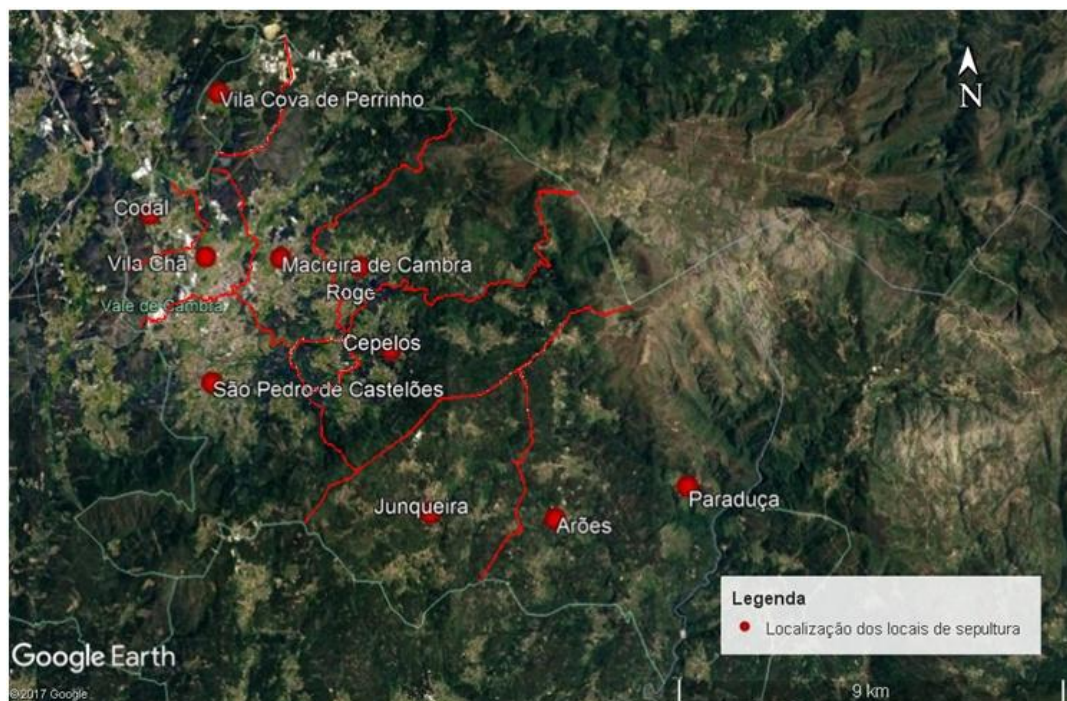 Vila Cova de Perrinho
N
Codal
Vila Chã
Macieira de Cambra
Roge
Vale de Cambra
Cepelos
São Pedro de Castelões
Junqueira
Arões
Paraduça
Legenda
Localização dos locais de sepultura
Google Earth
©2017 Google
9 km